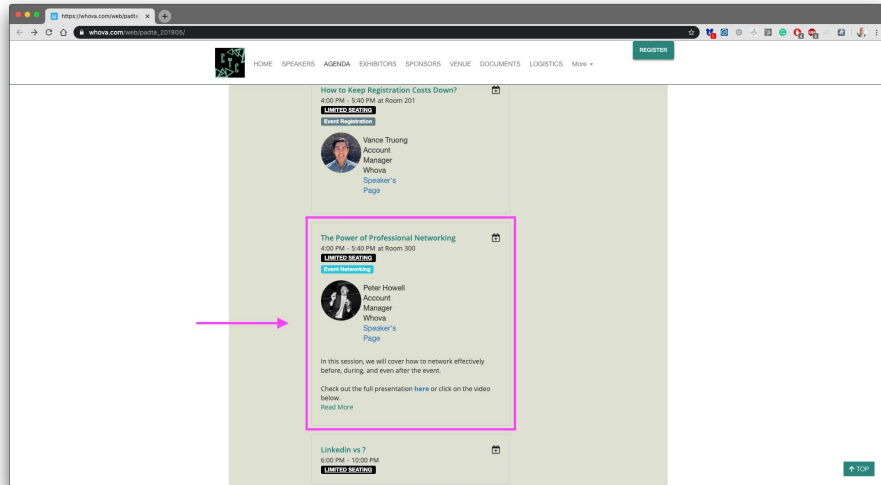 https://whova.com/web/padte
whova.com/web/padte_201905/
CTC
HOME SPEAKERS AGENDA EXHIBITORS SPONSORS VENUE DOCUMENTS LOGISTICS More
REGISTER
How to Keep Registration Costs Down?
4:00 PM - 5:40 PM at Room 201
LIMITED SEATING
Event Registration
Vance Truong
Account
Manager
Whova
Speaker's
Page
The Power of Professional Networking
4:00 PM - 5:40 PM at Room 300
LIMITED SEATING
Event Networking
Peter Howell
Account
Manager
Whova
Speaker's
Page
In this session, we will cover how to network effectively
before, during, and even after the event.
Check out the full presentation here or click on the video
below.
Read More
Linkedin vs ?
6:00 PM - 10:00 PM
LIMITED SEATING
TOP